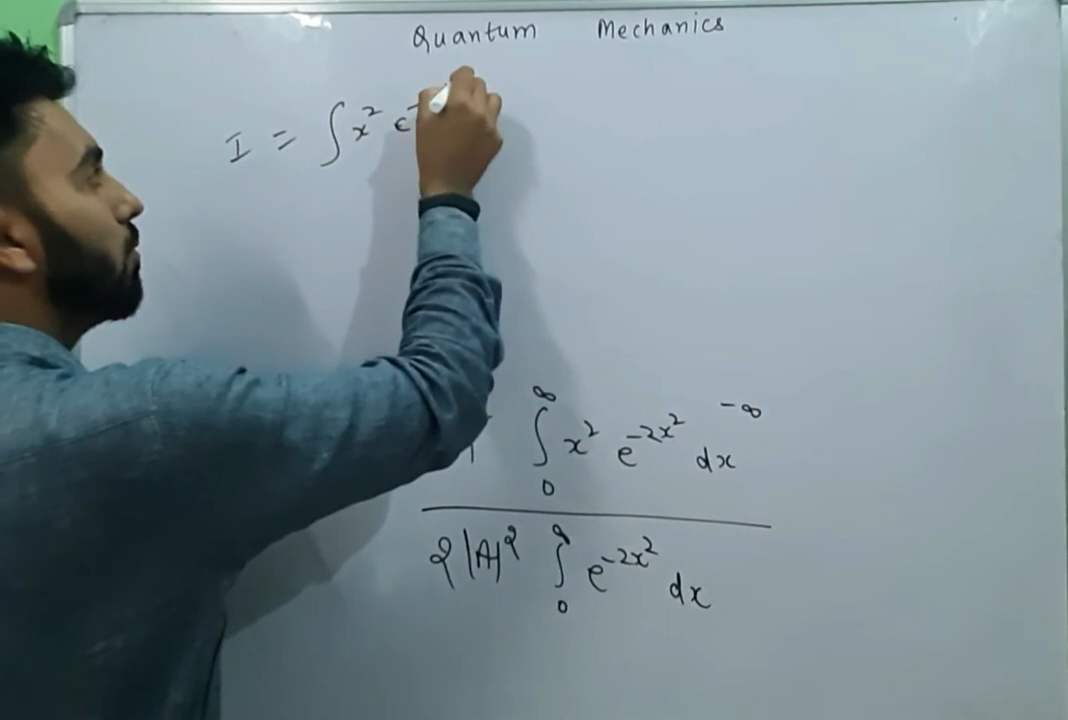 Quantum Mechanics
I = ∫ x² e⁻
∫₀^∞ x² e^{-2x²} dx -∞
2 |A|² ∫₀^∞ e^{-2x²} dx